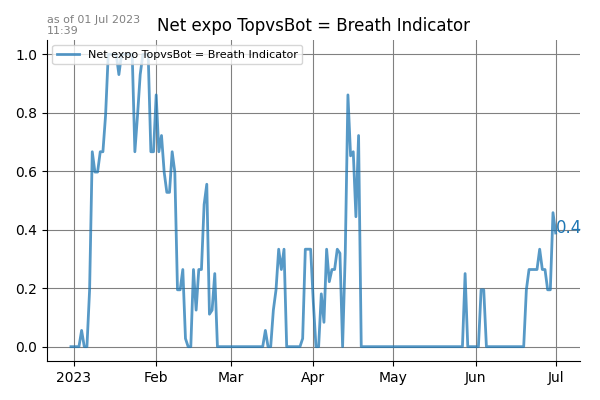 as of 01 Jul 2023
11:39
Net expo TopvsBot = Breath Indicator
Net expo TopvsBot = Breath Indicator
1.0
0.8
0.6
0.4
0.2
0.0
0.4
2023 Feb Mar Apr May Jun Jul